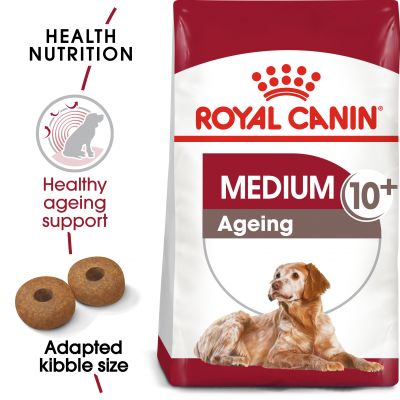 HEALTH
NUTRITION
Healthy
ageing
support
Adapted
kibble size
ROYAL CANIN
MEDIUM 10+
Ageing